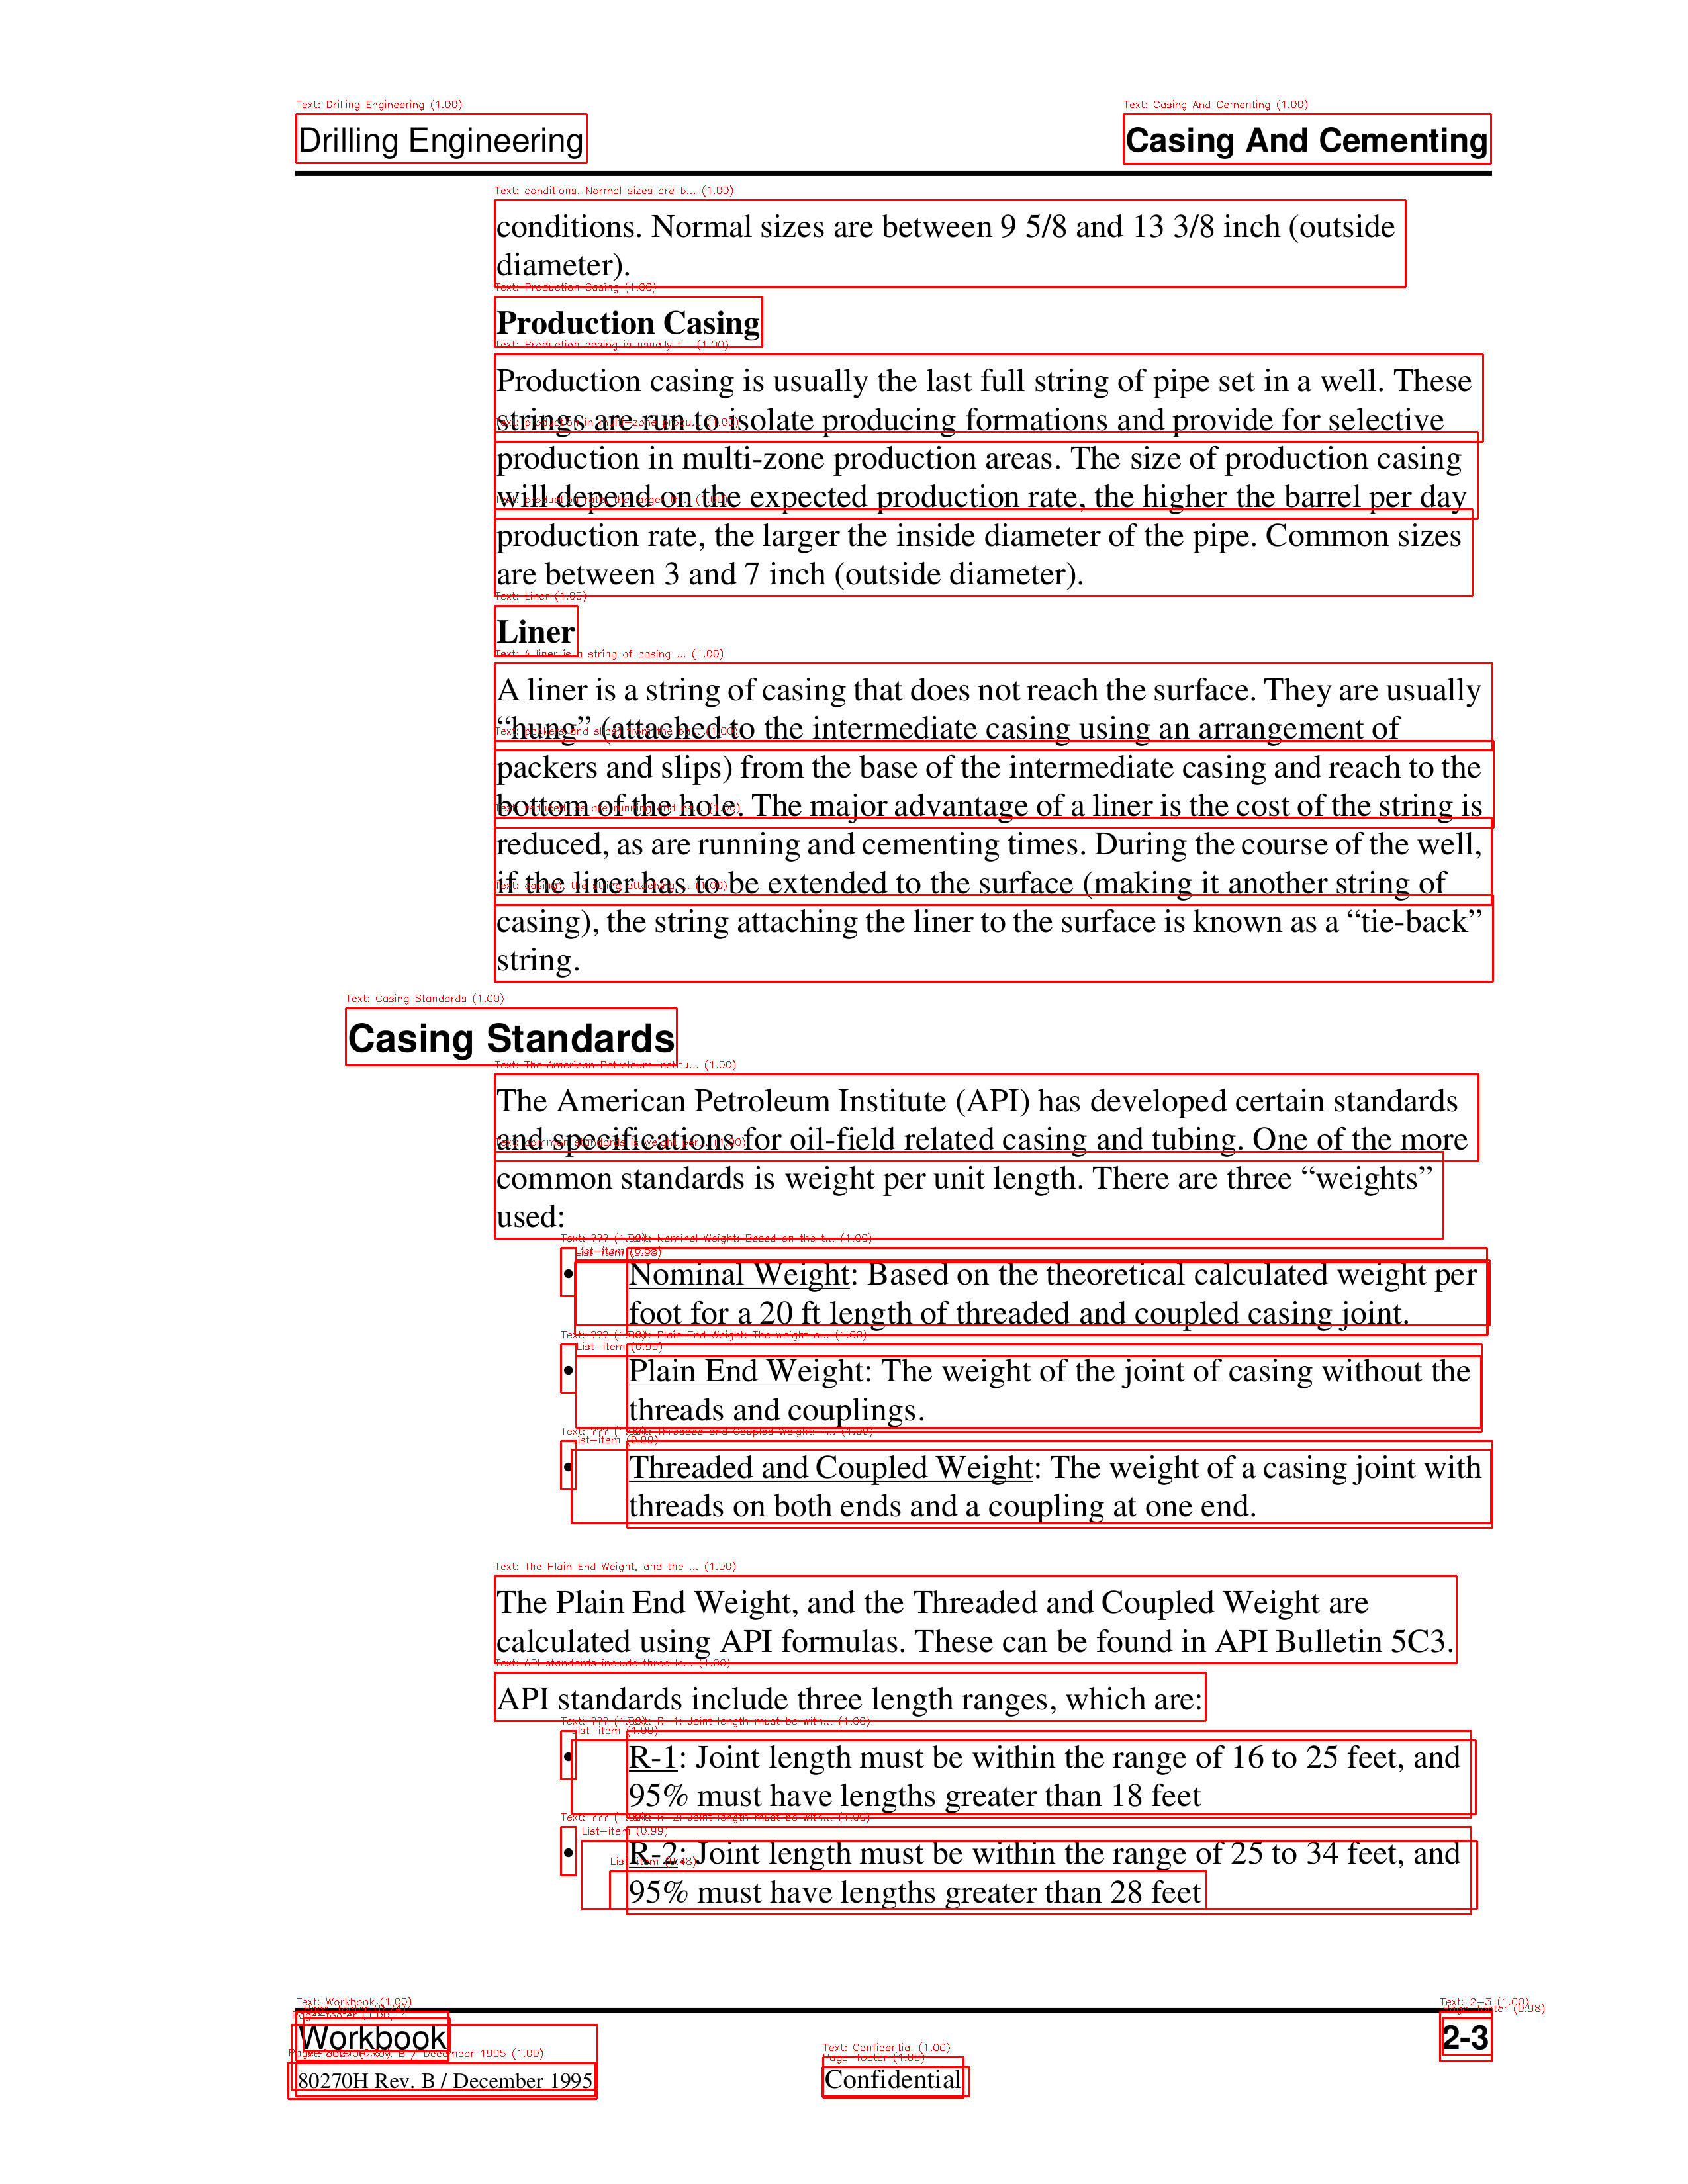 Drilling Engineering
Casing And Cementing
conditions. Normal sizes are between 9 5/8 and 13 3/8 inch (outside
diameter).
Production Casing
Production casing is usually the last full string of pipe set in a well. These
strings are run to isolate producing formations and provide for selective
production in multi-zone production areas. The size of production casing
will depend on the expected production rate, the higher the barrel per day
production rate, the larger the inside diameter of the pipe. Common sizes
are between 3 and 7 inch (outside diameter).
Liner
A liner is a string of casing that does not reach the surface. They are usually
“hung” (attached to the intermediate casing using an arrangement of
packers and slips) from the base of the intermediate casing and reach to the
bottom of the hole. The major advantage of a liner is the cost of the string is
reduced, as are running and cementing times. During the course of the well,
if the liner has to be extended to the surface (making it another string of
casing), the string attaching the liner to the surface is known as a “tie-back”
string.
Casing Standards
The American Petroleum Institute (API) has developed certain standards
and specifications for oil-field related casing and tubing. One of the more
common standards is weight per unit length. There are three “weights”
used:
• Nominal Weight: Based on the theoretical calculated weight per
foot for a 20 ft length of threaded and coupled casing joint.
• Plain End Weight: The weight of the joint of casing without the
threads and couplings.
• Threaded and Coupled Weight: The weight of a casing joint with
threads on both ends and a coupling at one end.
The Plain End Weight, and the Threaded and Coupled Weight are
calculated using API formulas. These can be found in API Bulletin 5C3.
API standards include three length ranges, which are:
• R-1: Joint length must be within the range of 16 to 25 feet, and
95% must have lengths greater than 18 feet
• R-2: Joint length must be within the range of 25 to 34 feet, and
95% must have lengths greater than 28 feet
Workbook
2-3
80270H Rev. B / December 1995
Confidential